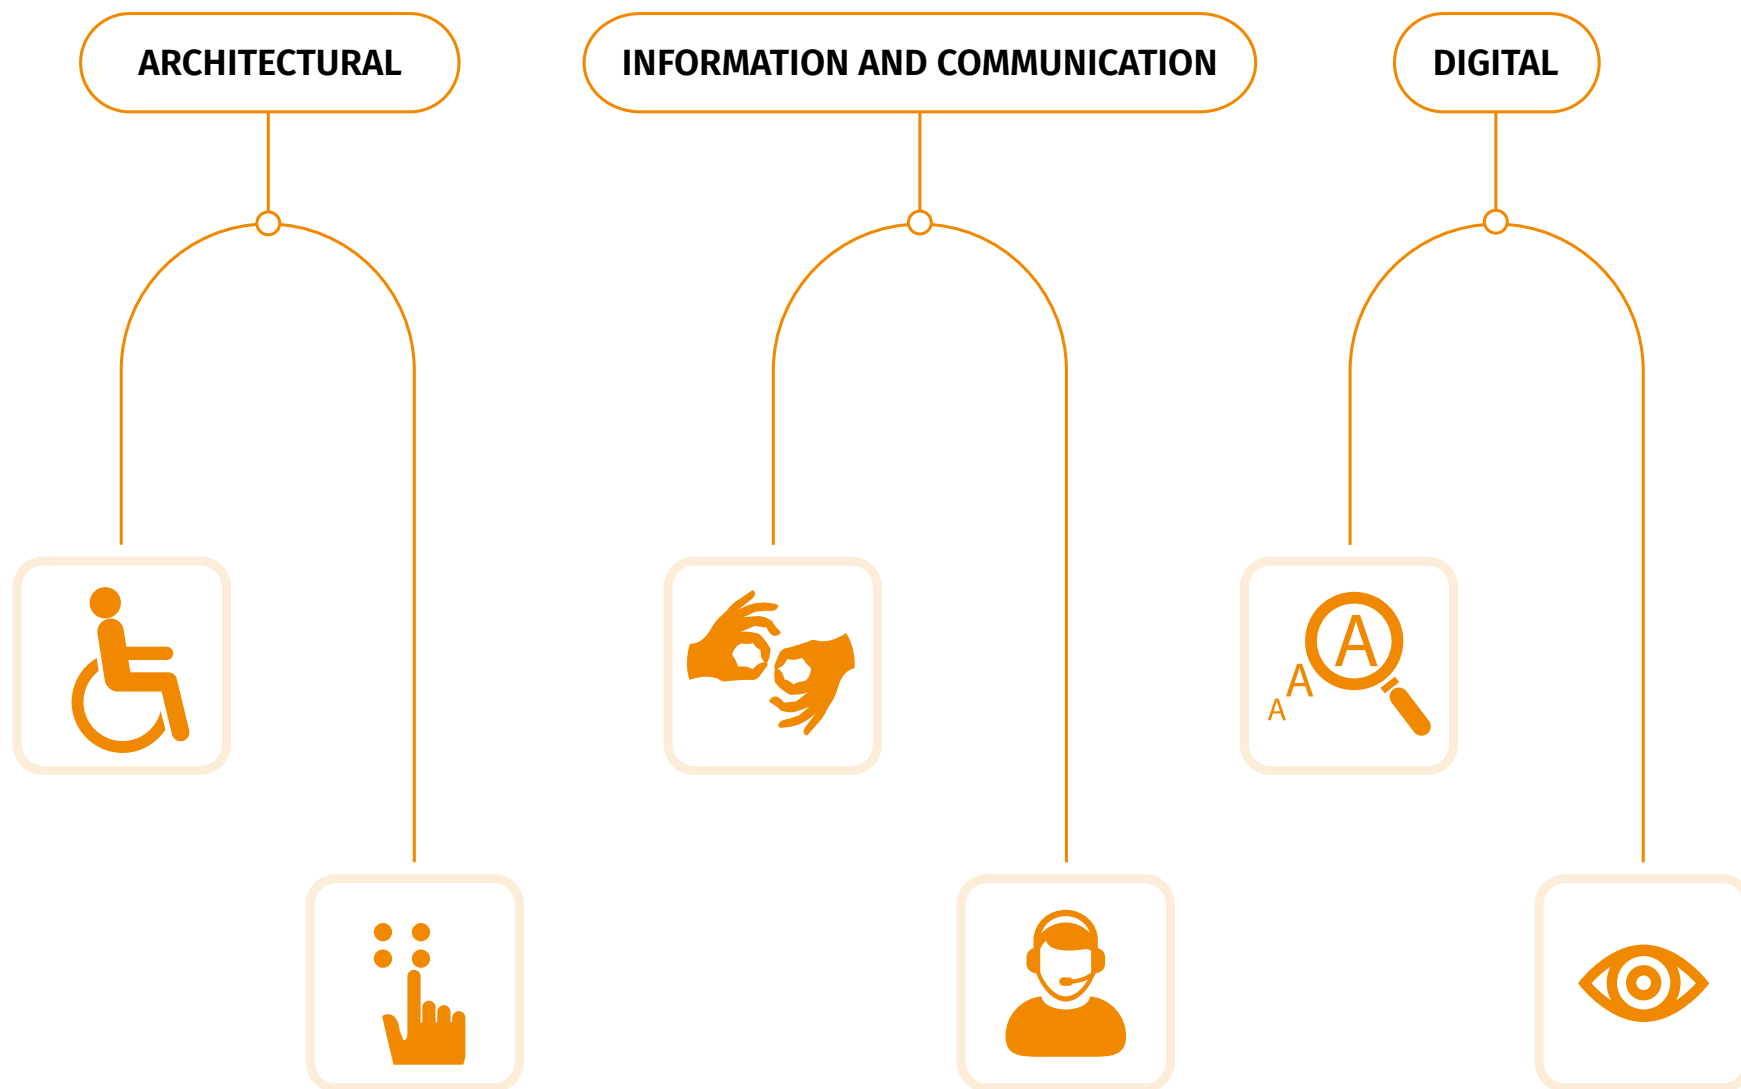 ARCHITECTURAL
INFORMATION AND COMMUNICATION
DIGITAL
A
A
A